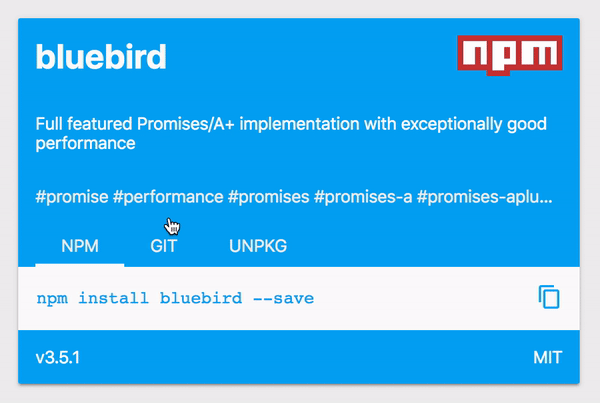 bluebird
npm
Full featured Promises/A+ implementation with exceptionally good
performance
#promise #performance #promises #promises-a #promises-aplu...
NPM GIT UNPKG
npm install bluebird --save
v3.5.1 MIT